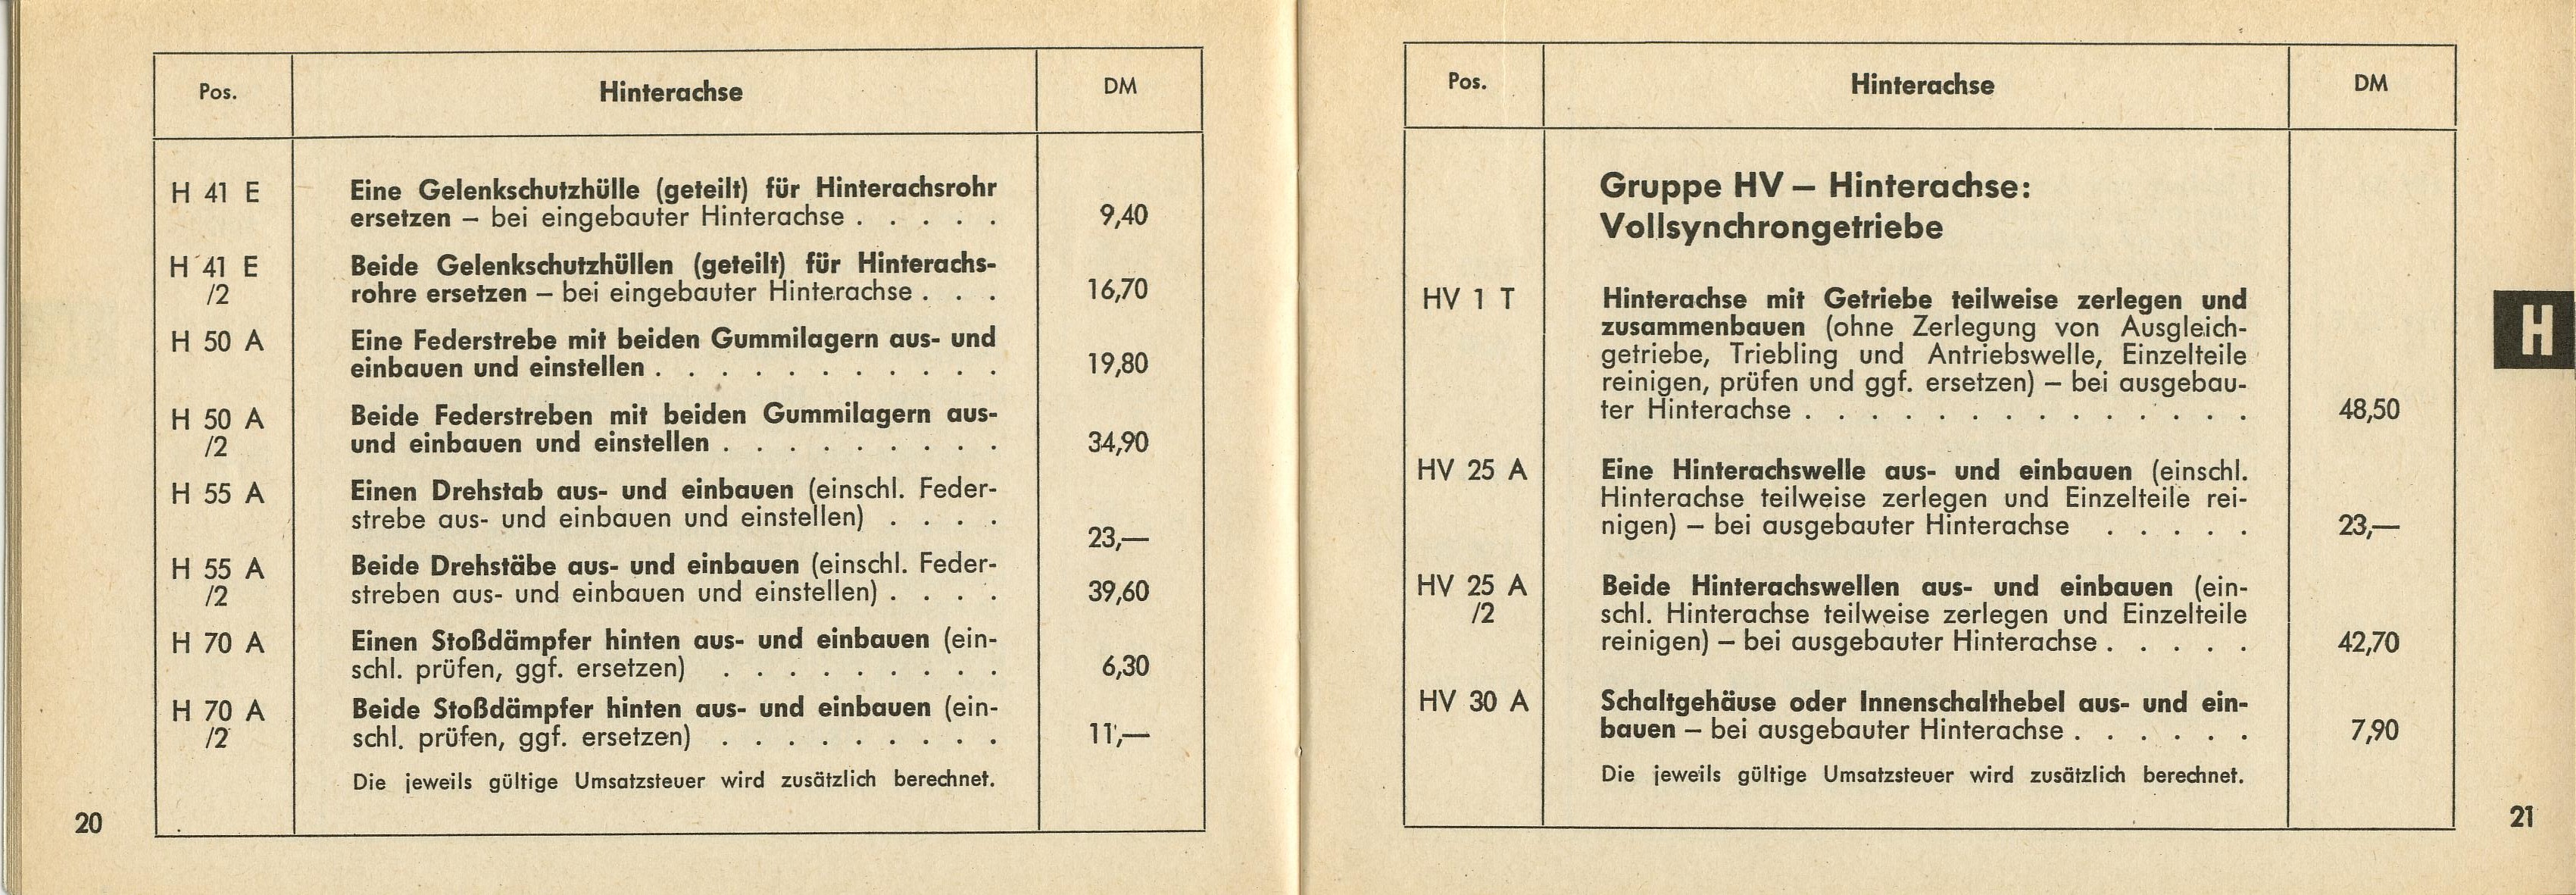 Pos. Hinterachse DM
H 41 E Eine Gelenkschutzhülle (geteilt) für Hinterachsrohr
ersetzen – bei eingebauter Hinterachse . . . . . 9,40
H 41 E Beide Gelenkschutzhüllen (geteilt) für Hinterachs-
/2 rohre ersetzen – bei eingebauter Hinterachse . . . 16,70
H 50 A Eine Federstrebe mit beiden Gummilagern aus- und
einbauen und einstellen . . . . . . . . . . . 19,80
H 50 A Beide Federstreben mit beiden Gummilagern aus-
/2 und einbauen und einstellen . . . . . . . . . 34,90
H 55 A Einen Drehstab aus- und einbauen (einschl. Feder-
strebe aus- und einbauen und einstellen) . . . .
23,—
H 55 A Beide Drehstäbe aus- und einbauen (einschl. Feder-
/2 streben aus- und einbauen und einstellen) . . . . 39,60
H 70 A Einen Stoßdämpfer hinten aus- und einbauen (ein-
schl. prüfen, ggf. ersetzen) . . . . . . . . . 6,30
H 70 A Beide Stoßdämpfer hinten aus- und einbauen (ein-
/2 schl. prüfen, ggf. ersetzen) . . . . . . . . . 11,—
Die jeweils gültige Umsatzsteuer wird zusätzlich berechnet.
20
Pos. Hinterachse DM
Gruppe HV – Hinterachse:
Vollsynchrongetriebe
HV 1 T Hinterachse mit Getriebe teilweise zerlegen und
zusammenbauen (ohne Zerlegung von Ausgleich-
getriebe, Triebling und Antriebswelle, Einzelteile
reinigen, prüfen und ggf. ersetzen) – bei ausgebau-
ter Hinterachse . . . . . . . . . . . . . . 48,50
HV 25 A Eine Hinterachswelle aus- und einbauen (einschl.
Hinterachse teilweise zerlegen und Einzelteile rei-
nigen) – bei ausgebauter Hinterachse . . . . . 23,—
HV 25 A Beide Hinterachswellen aus- und einbauen (ein-
/2 schl. Hinterachse teilweise zerlegen und Einzelteile
reinigen) – bei ausgebauter Hinterachse . . . . . 42,70
HV 30 A Schaltgehäuse oder Innenschalthebel aus- und ein-
bauen – bei ausgebauter Hinterachse . . . . . . 7,90
Die jeweils gültige Umsatzsteuer wird zusätzlich berechnet.
H
21